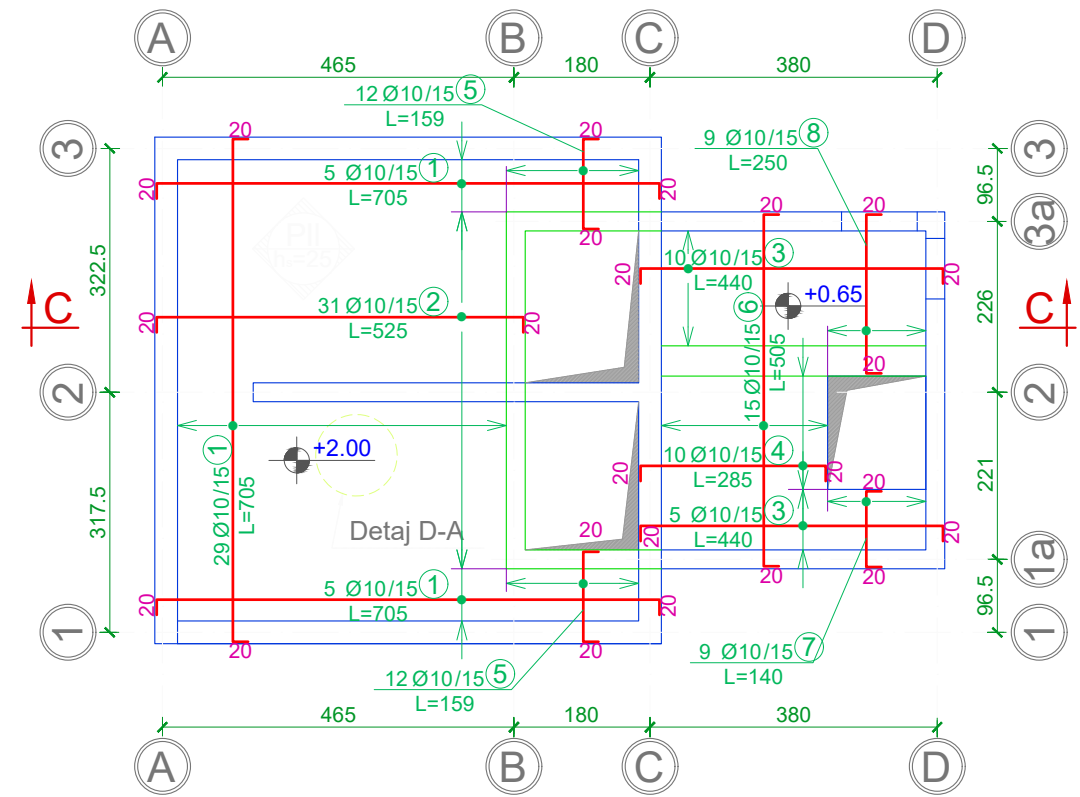 A
B
C
D
465
180
380
12 Ø10/15 5
L=159
9 Ø10/15 8
L=250
3
3
20
20
20
5 Ø10/15 1
L=705
20
20
20
20
96.5
3a
20
10 Ø10/15 3
L=440
20
20
322.5
PII
+0.65
226
C
C
31 Ø10/15 2
L=525
20
15 Ø10/15 6
L=505
20
2
2
+2.00
29 Ø10/15 1
L=705
10 Ø10/15 4
L=285
20
20
20
221
317.5
Detaj D-A
5 Ø10/15 3
L=440
20
20
20
1a
20
20
5 Ø10/15 1
L=705
20
20
96.5
1
1
20
20
9 Ø10/15 7
L=140
12 Ø10/15 5
L=159
465
180
380
A
B
C
D